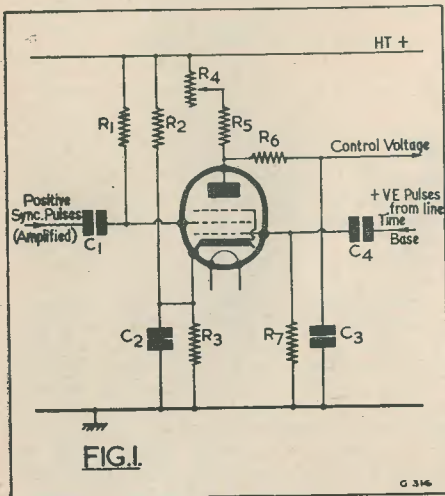 HT +
R4
R1
R2
R5
R6
Control Voltage
Positive
Sync. Pulses
(Amplified)
C1
+VE Pulses
from line
Time
Base
C4
C2
R3
R7
C3
FIG.1.
G 316